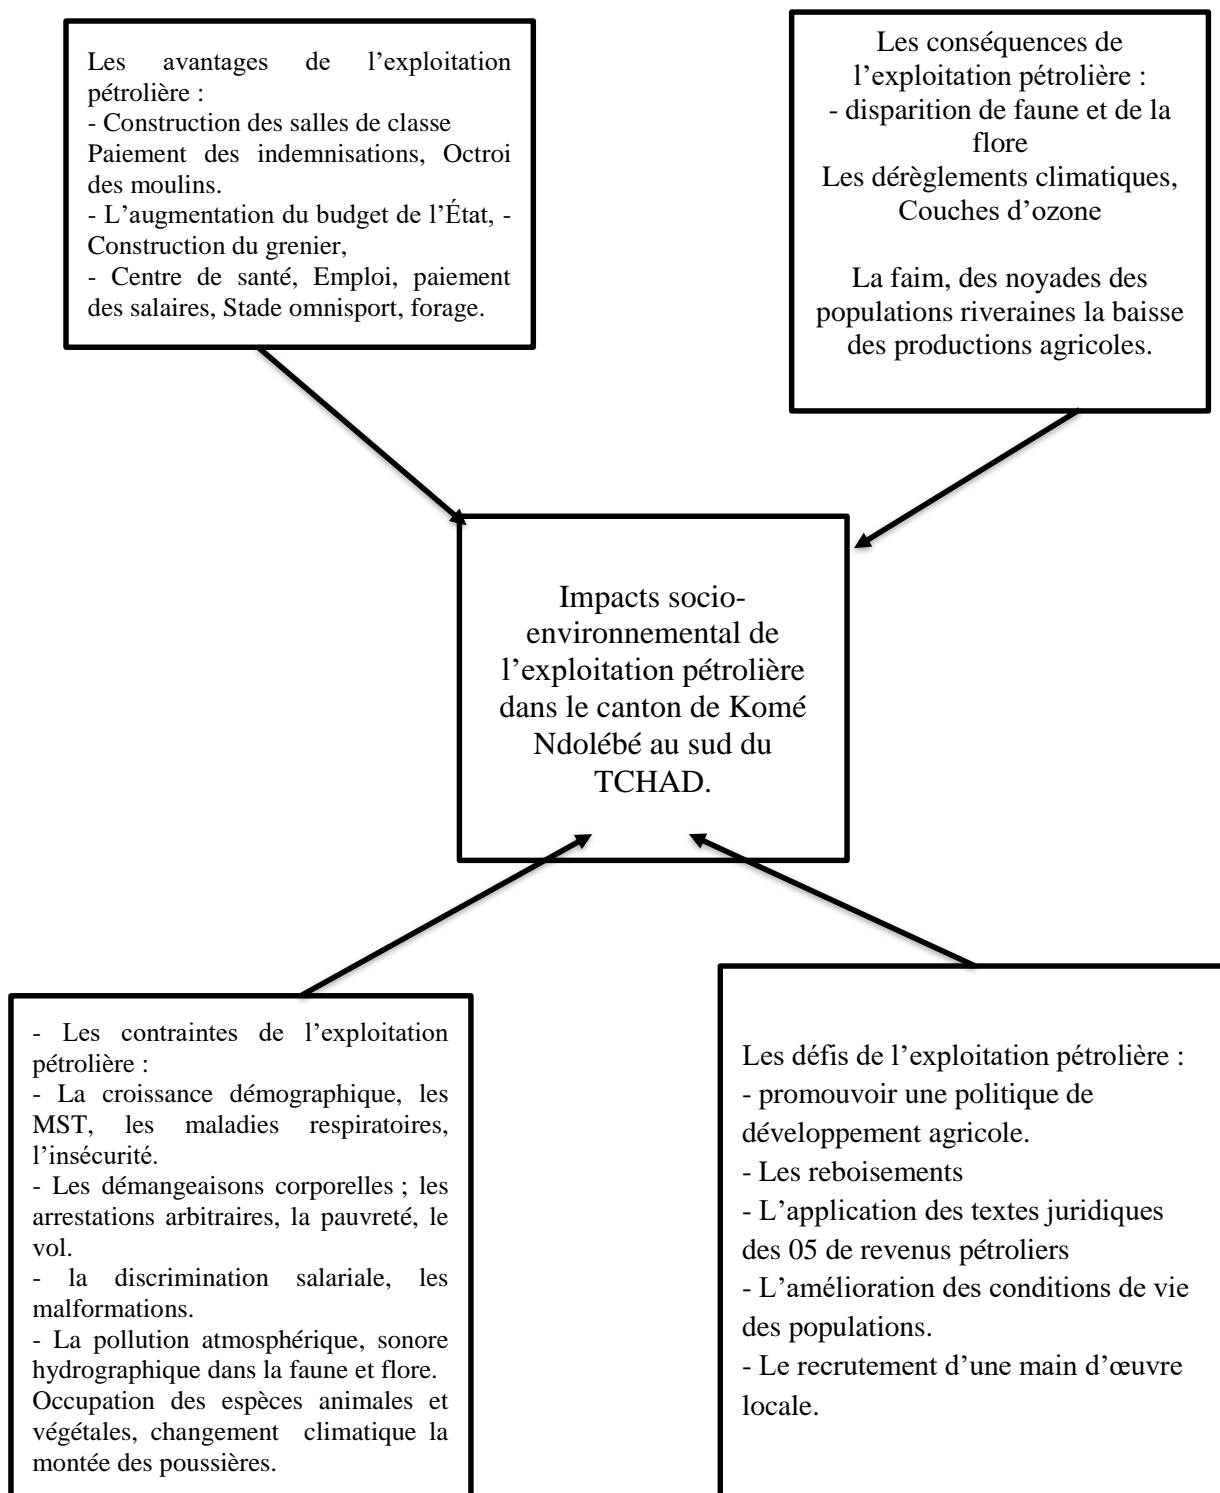 Les avantages de l’exploitation
pétrolière :
- Construction des salles de classe
Paiement des indemnisations, Octroi
des moulins.
- L’augmentation du budget de l’État, -
Construction du grenier,
- Centre de santé, Emploi, paiement
des salaires, Stade omnisport, forage.
Les conséquences de
l’exploitation pétrolière :
- disparition de faune et de la
flore
Les dérèglements climatiques,
Couches d’ozone
La faim, des noyades des
populations riveraines la baisse
des productions agricoles.
Impacts socio-
environnemental de
l’exploitation pétrolière
dans le canton de Komé
Ndolébé au sud du
TCHAD.
- Les contraintes de l’exploitation
pétrolière :
- La croissance démographique, les
MST, les maladies respiratoires,
l’insécurité.
- Les démangeaisons corporelles ; les
arrestations arbitraires, la pauvreté, le
vol.
- la discrimination salariale, les
malformations.
- La pollution atmosphérique, sonore
hydrographique dans la faune et flore.
Occupation des espèces animales et
végétales, changement climatique la
montée des poussières.
Les défis de l’exploitation pétrolière :
- promouvoir une politique de
développement agricole.
- Les reboisements
- L’application des textes juridiques
des 05 de revenus pétroliers
- L’amélioration des conditions de vie
des populations.
- Le recrutement d’une main d’œuvre
locale.